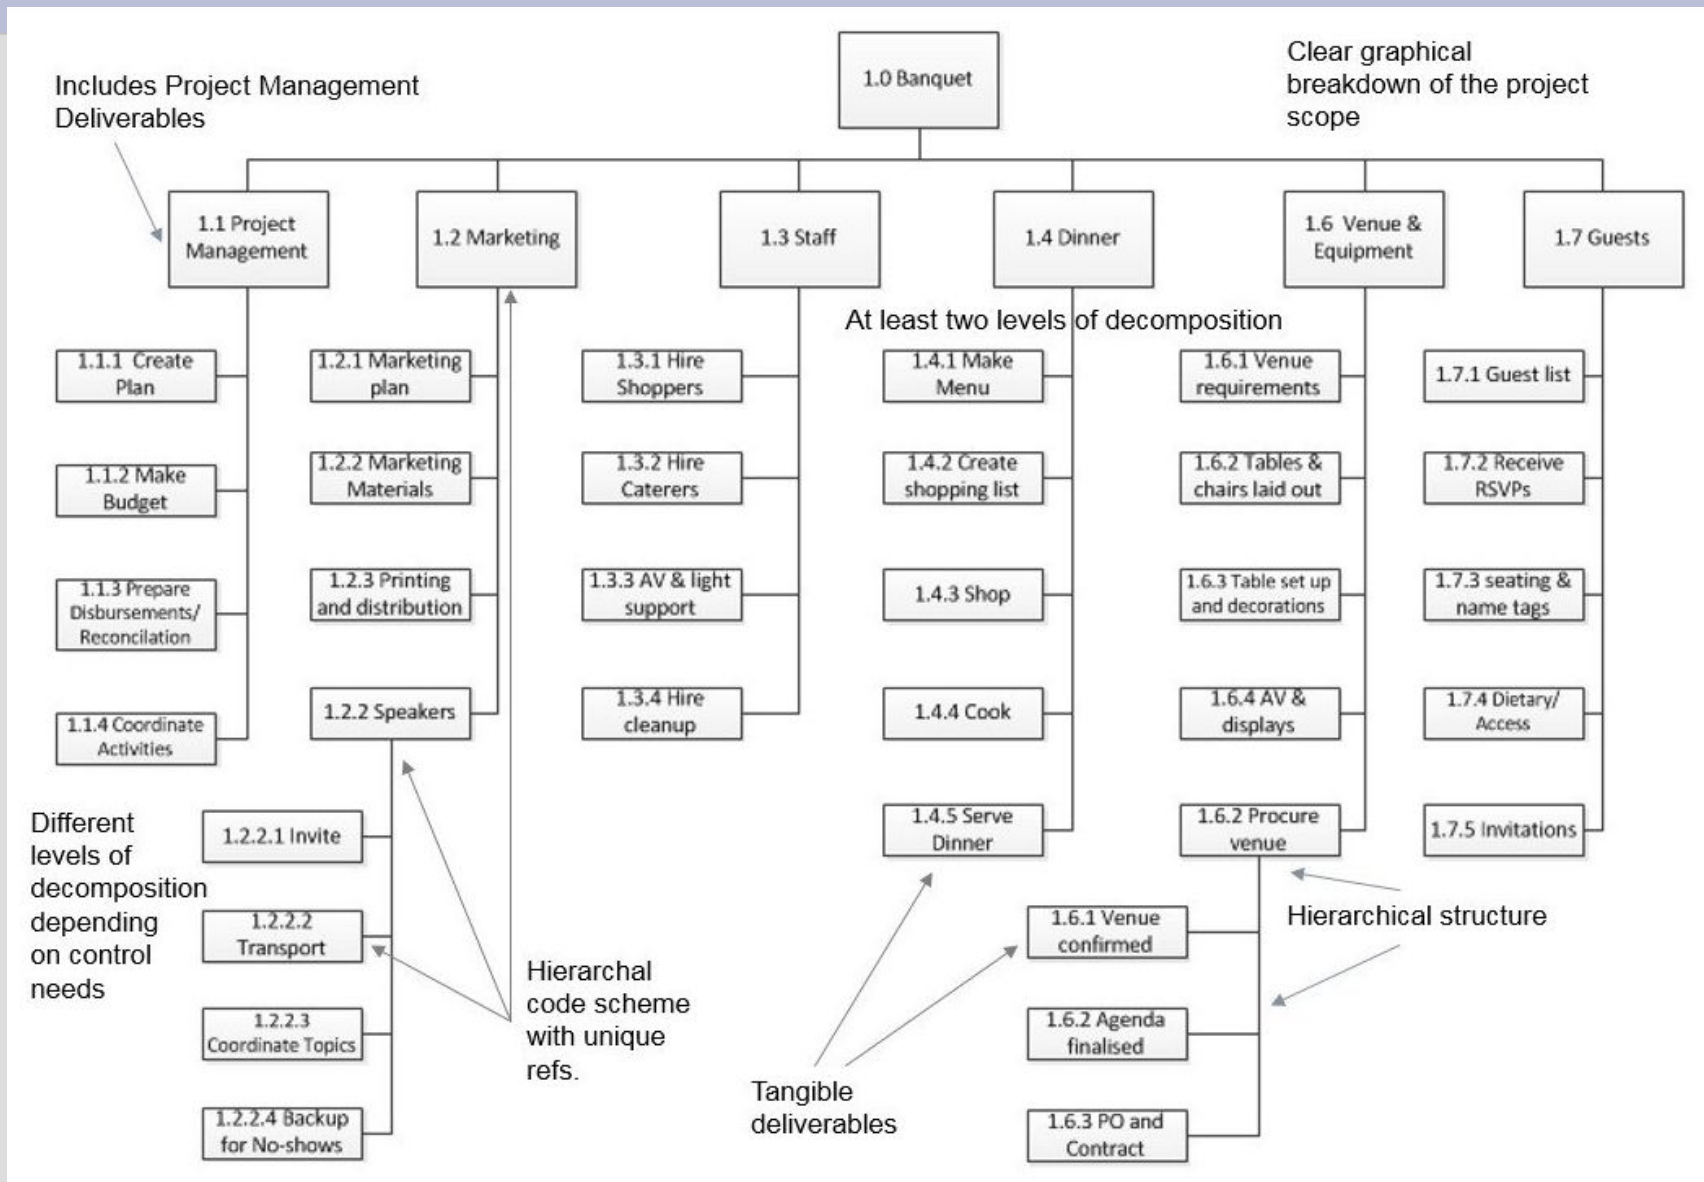 Includes Project Management
Deliverables
1.0 Banquet
Clear graphical
breakdown of the project
scope
1.1 Project
Management
1.2 Marketing
1.3 Staff
1.4 Dinner
1.6 Venue &
Equipment
1.7 Guests
At least two levels of decomposition
1.1.1 Create
Plan
1.1.2 Make
Budget
1.1.3 Prepare
Disbursements/
Reconcilation
1.1.4 Coordinate
Activities
1.2.1 Marketing
plan
1.2.2 Marketing
Materials
1.2.3 Printing
and distribution
1.2.2 Speakers
1.2.2.1 Invite
1.2.2.2
Transport
1.2.2.3
Coordinate Topics
1.2.2.4 Backup
for No-shows
1.3.1 Hire
Shoppers
1.3.2 Hire
Caterers
1.3.3 AV & light
support
1.3.4 Hire
cleanup
1.4.1 Make
Menu
1.4.2 Create
shopping list
1.4.3 Shop
1.4.4 Cook
1.4.5 Serve
Dinner
1.6.1 Venue
requirements
1.6.2 Tables &
chairs laid out
1.6.3 Table set up
and decorations
1.6.4 AV &
displays
1.6.2 Procure
venue
1.6.1 Venue
confirmed
1.6.2 Agenda
finalised
1.6.3 PO and
Contract
1.7.1 Guest list
1.7.2 Receive
RSVPs
1.7.3 seating &
name tags
1.7.4 Dietary/
Access
1.7.5 Invitations
Different
levels of
decomposition
depending
on control
needs
Hierarchal
code scheme
with unique
refs.
Tangible
deliverables
Hierarchical structure